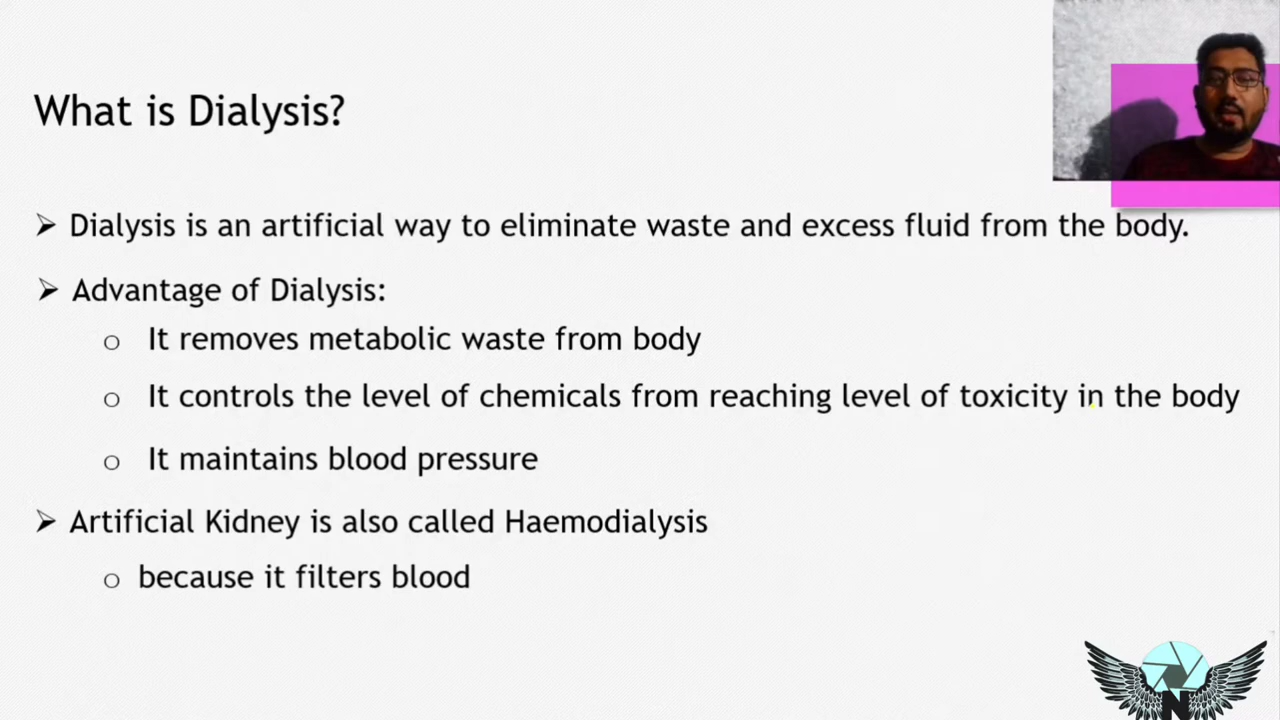 What is Dialysis?
Dialysis is an artificial way to eliminate waste and excess fluid from the body.
Advantage of Dialysis:
It removes metabolic waste from body
It controls the level of chemicals from reaching level of toxicity in the body
It maintains blood pressure
Artificial Kidney is also called Haemodialysis
because it filters blood
N